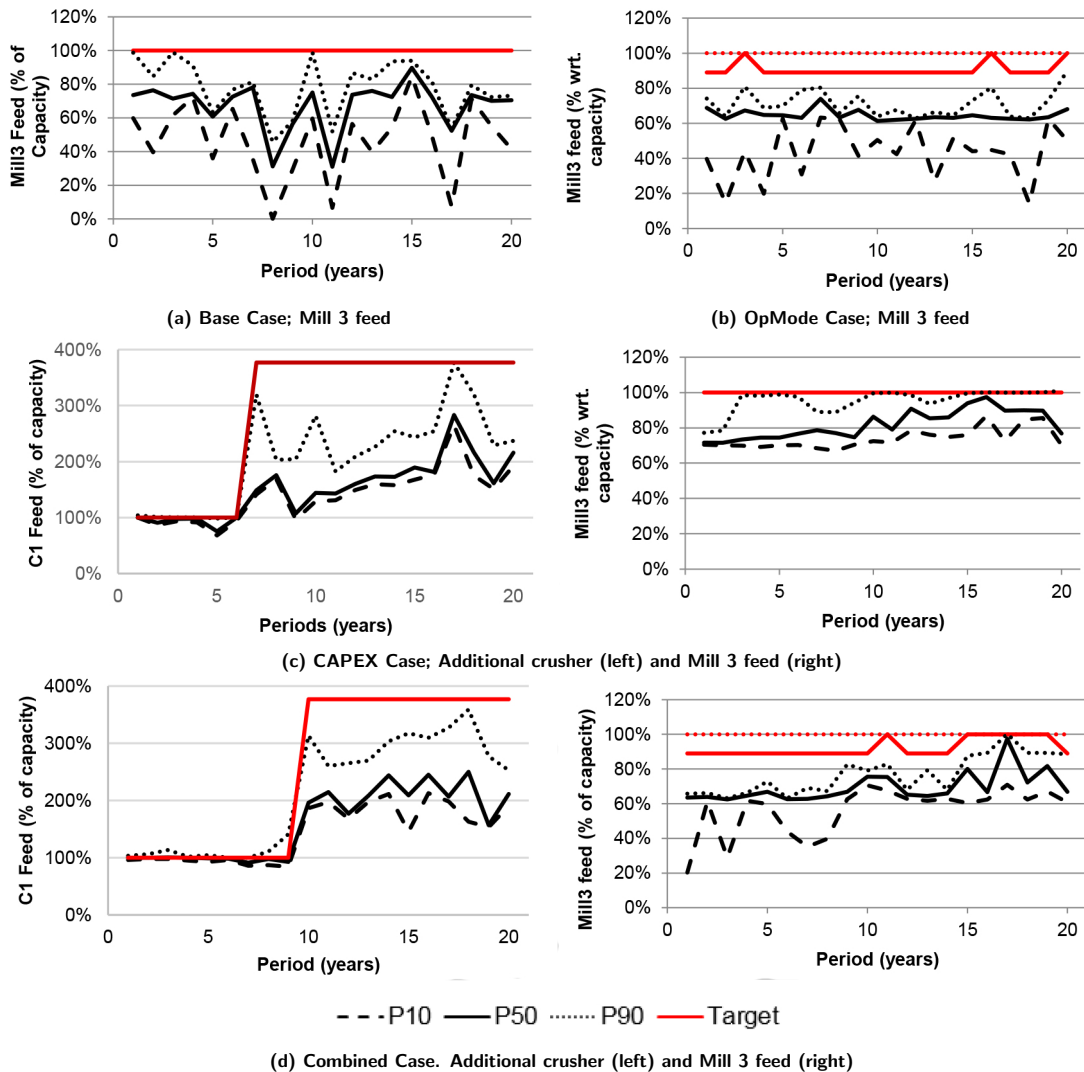 120%
100%
80%
60%
40%
20%
0%
Mill3 Feed (% of
Capacity)
0 5 10 15 20
Period (years)
(a) Base Case; Mill 3 feed
120%
100%
80%
60%
40%
20%
0%
Mill3 feed (% wrt.
capacity)
0 5 10 15 20
Period (years)
(b) OpMode Case; Mill 3 feed
400%
300%
200%
100%
0%
C1 Feed (% of capacity)
0 5 10 15 20
Periods (years)
120%
100%
80%
60%
40%
20%
0%
Mill3 feed (% wrt.
capacity)
0 5 10 15 20
Period (years)
(c) CAPEX Case; Additional crusher (left) and Mill 3 feed (right)
400%
300%
200%
100%
0%
C1 Feed (% of capacity)
0 5 10 15 20
Period (years)
120%
100%
80%
60%
40%
20%
0%
Mill3 feed (% of capacity)
0 5 10 15 20
Period (years)
P10 P50 P90 Target
(d) Combined Case. Additional crusher (left) and Mill 3 feed (right)